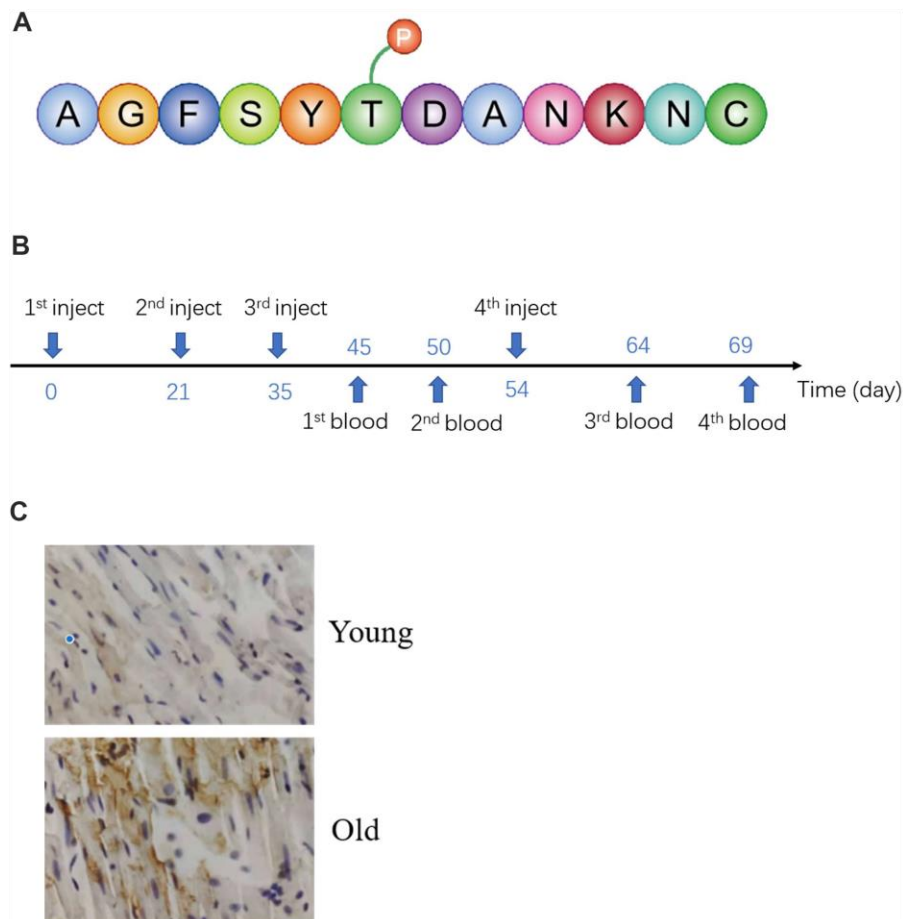 A
P
A G F S Y T D A N K N C
B
1st inject 2nd inject 3rd inject 4th inject
45 50 64 69
0 21 35 54 Time (day)
1st blood 2nd blood 3rd blood 4th blood
C
Young
Old